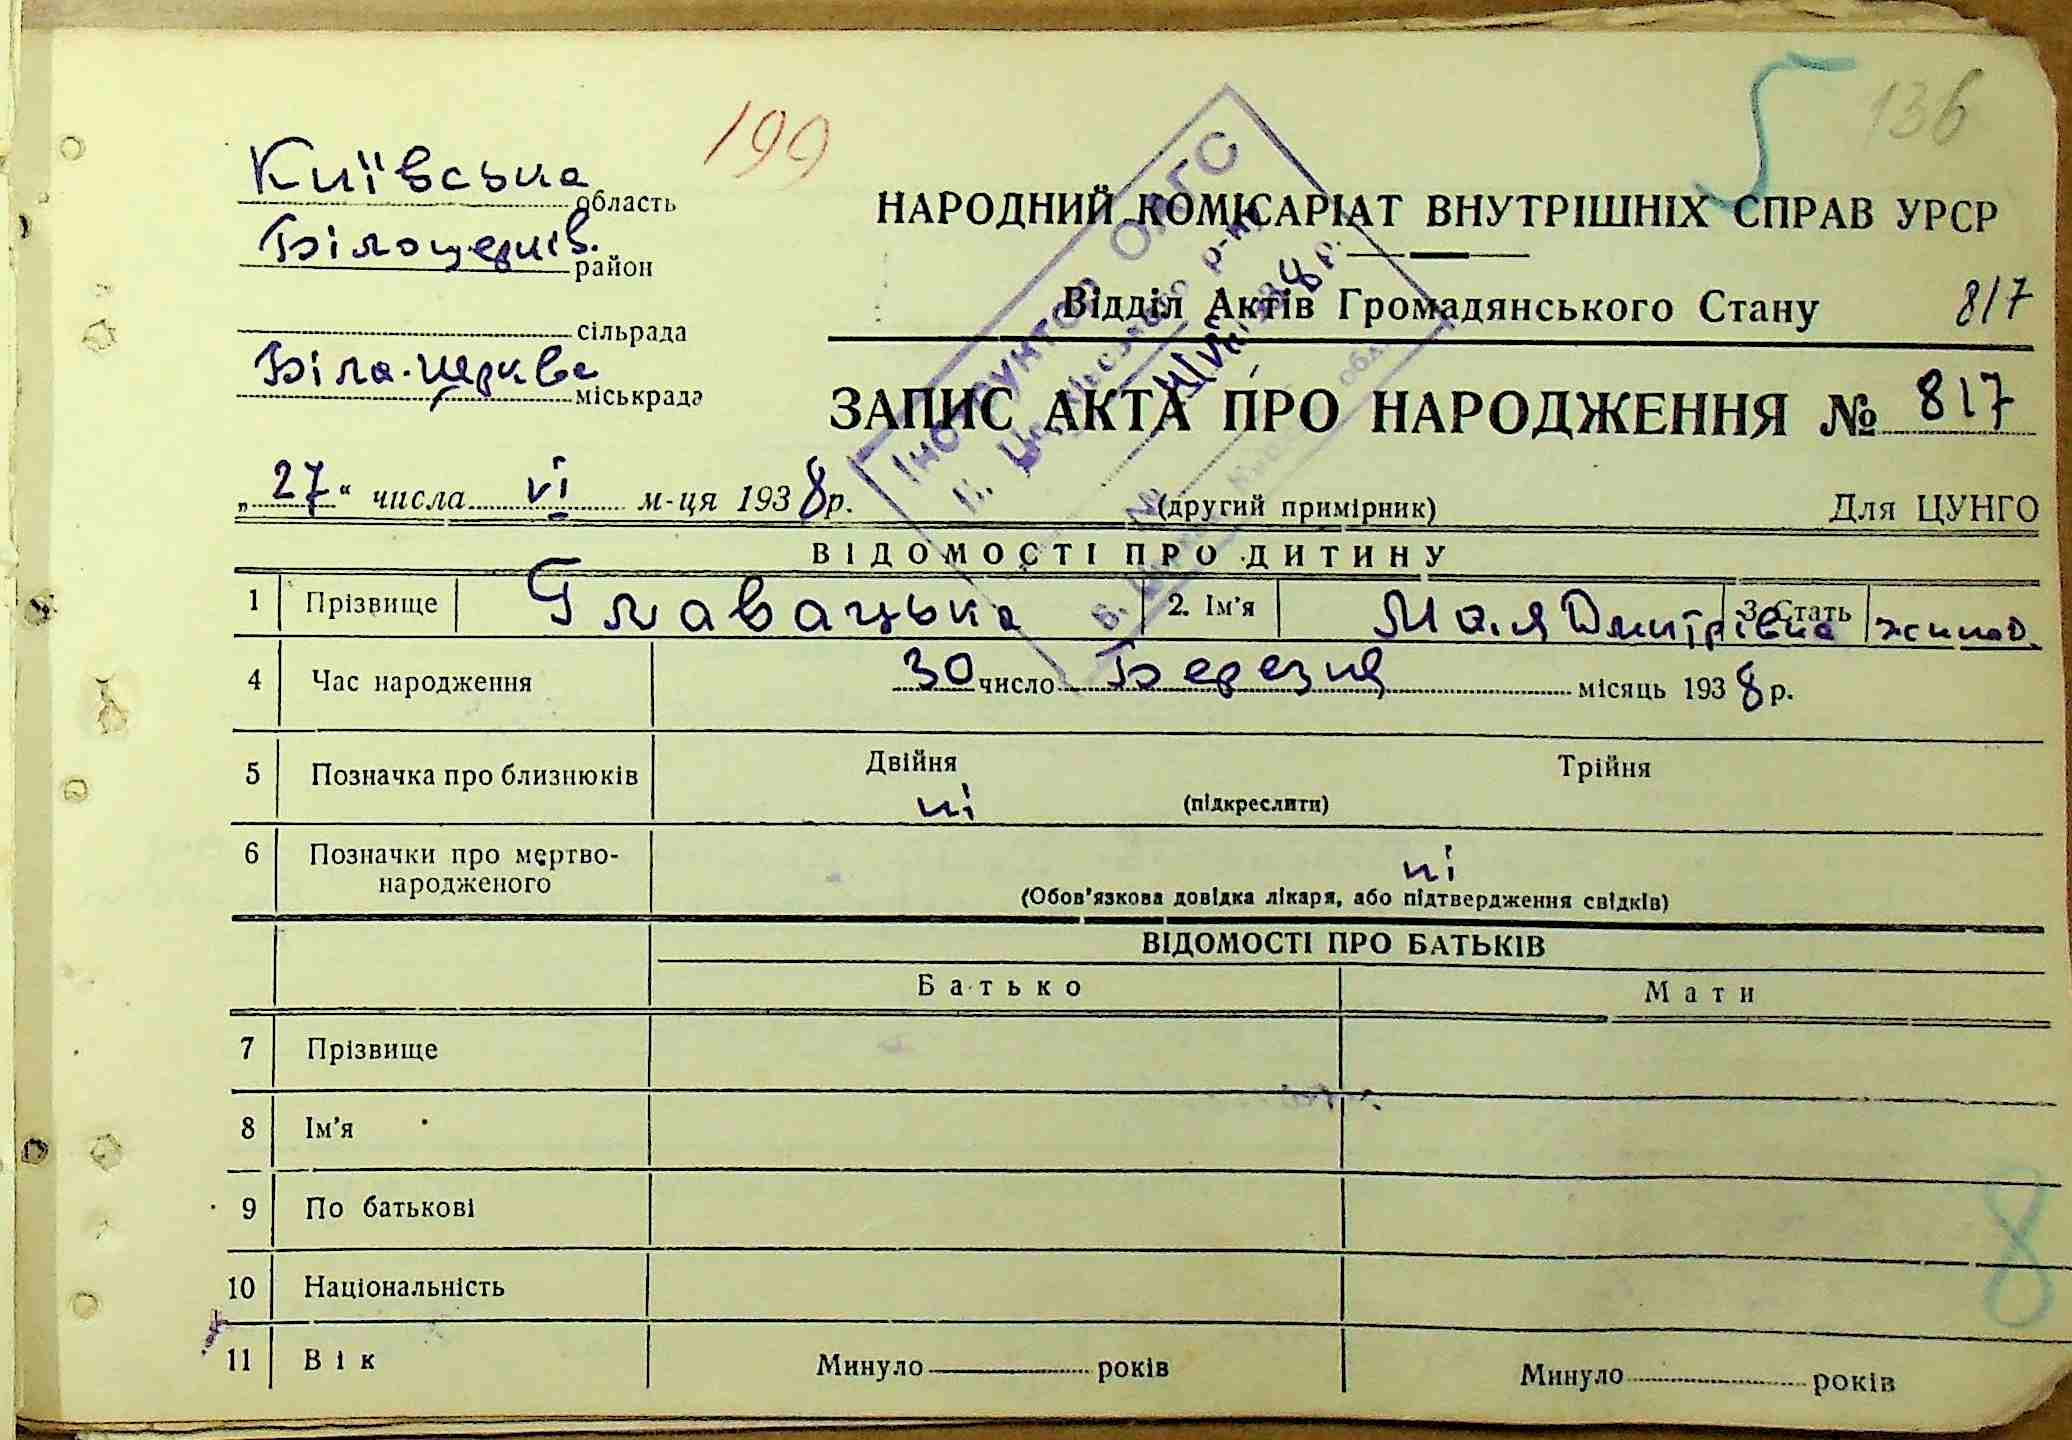 199
5 136
Київська область
Білоцерків. район
сільрада
Біла-Церква міськрада
НАРОДНИЙ КОМІСАРІАТ ВНУТРІШНІХ СПРАВ УРСР
Відділ Актів Громадянського Стану 817
ЗАПИС АКТА ПРО НАРОДЖЕННЯ № 817
„27“ числа VI м-ця 1938 р. (другий примірник) Для ЦУНГО
ВІДОМОСТІ ПРО ДИТИНУ
1 Прізвище Главацька 2. Ім'я Майя Дмитрівна 3. Стать
4 Час народження 30 число Березня місяць 1938 р.
5 Позначка про близнюків Двійня Трійня
ні (підкреслити)
6 Позначки про мертво-
народженого ні
(Обов'язкова довідка лікаря, або підтвердження свідків)
ВІДОМОСТІ ПРО БАТЬКІВ
Батько Мати
7 Прізвище
8 Ім'я
9 По батькові
8
10 Національність
11 Вік Минуло років Минуло років